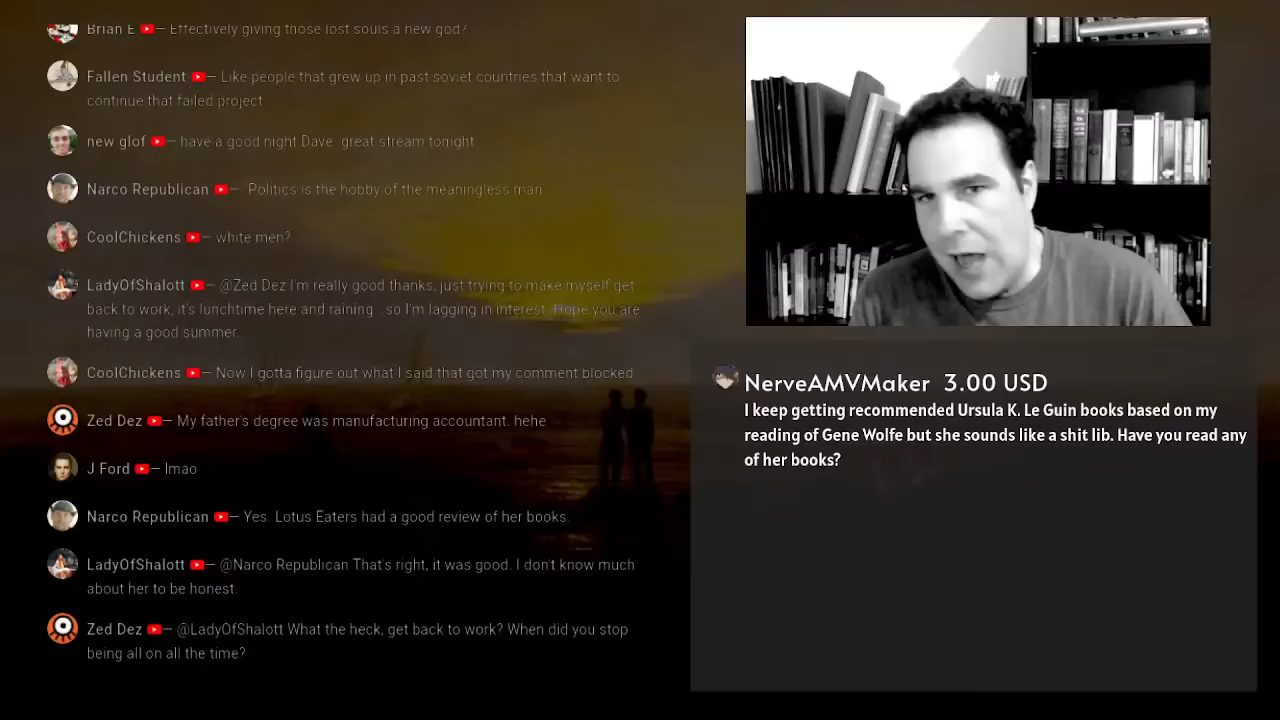 Brian E — Effectively giving those lost souls a new god?
Fallen Student — Like people that grew up in past soviet countries that want to
continue that failed project
new glof — have a good night Dave  great stream tonight
Narco Republican — Politics is the hobby of the meaningless man
CoolChickens — white men?
LadyOfShalott — @Zed Dez I'm really good thanks, just trying to make myself get
back to work, it's lunchtime here and raining  .so I'm lagging in interest. Hope you are
having a good summer.
CoolChickens — Now I gotta figure out what I said that got my comment blocked
Zed Dez — My father's degree was manufacturing accountant. hehe
J Ford — lmao
Narco Republican — Yes. Lotus Eaters had a good review of her books.
LadyOfShalott — @Narco Republican That's right, it was good. I don't know much
about her to be honest.
Zed Dez — @LadyOfShalott What the heck, get back to work? When did you stop
being all on all the time?
NerveAMVMaker 3.00 USD
I keep getting recommended Ursula K. Le Guin books based on my
reading of Gene Wolfe but she sounds like a shit lib. Have you read any
of her books?